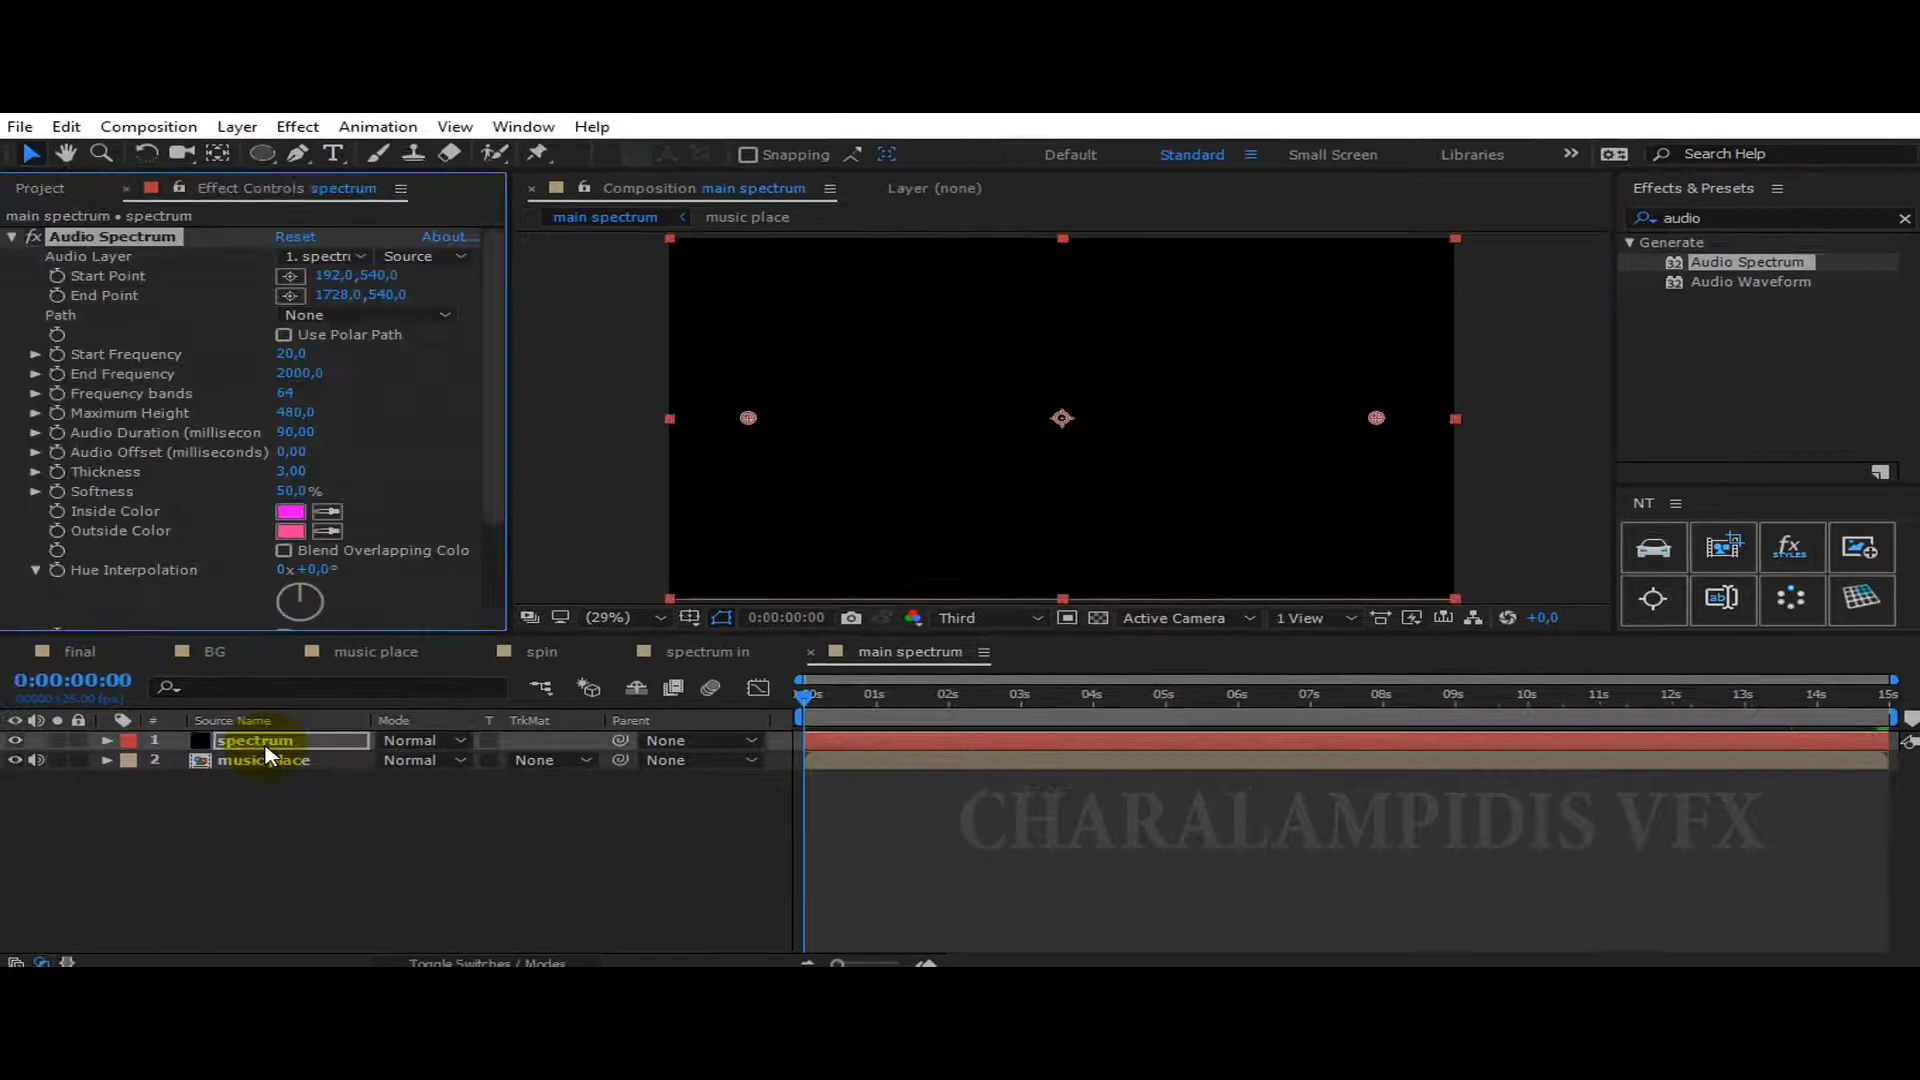 File Edit Composition Layer Effect Animation View Window Help
Snapping Default Standard Small Screen Libraries Search Help
Project Effect Controls spectrum Composition main spectrum Layer (none) Effects & Presets
main spectrum • spectrum main spectrum music place audio
fx Audio Spectrum Reset About... Generate
Audio Layer 1. spectri Source Audio Spectrum
Start Point 192,0,540,0 Audio Waveform
End Point 1728,0,540,0
Path None
Use Polar Path
Start Frequency 20,0
End Frequency 2000,0
Frequency bands 64
Maximum Height 480,0
Audio Duration (millisecon 90,00
Audio Offset (milliseconds) 0,00
Thickness 3,00
Softness 50,0%
Inside Color
Outside Color
Blend Overlapping Colo
Hue Interpolation 0x+0,0°
NT
fx STYLES
ab
(29%) 0:00:00:00 Third Active Camera 1 View +0,0
final BG music place spin spectrum in main spectrum
0:00:00:00
00000 (25.00 fps)
00s 01s 02s 03s 04s 05s 06s 07s 08s 09s 10s 11s 12s 13s 14s 15s
# Source Name Mode T TrkMat Parent
1 spectrum Normal None
2 music place Normal None None
CHARALAMPIDIS VFX
Toggle Switches / Modes